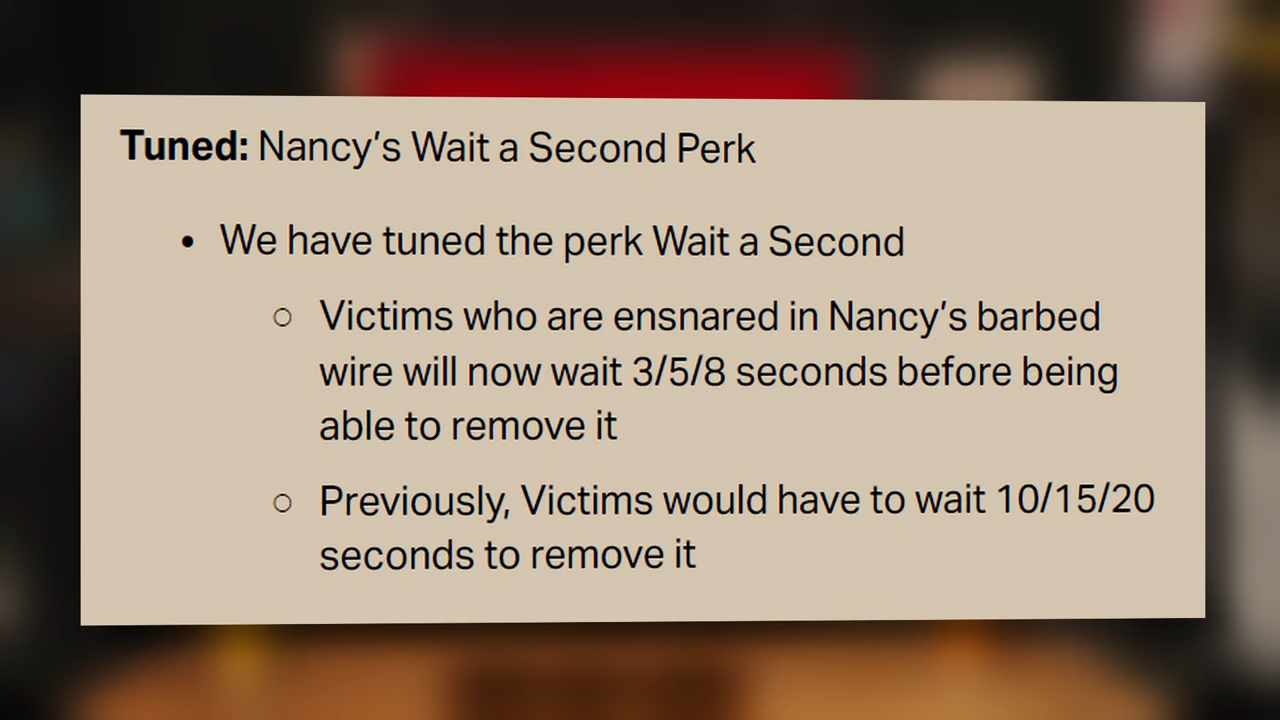 Tuned: Nancy’s Wait a Second Perk
• We have tuned the perk Wait a Second
○ Victims who are ensnared in Nancy’s barbed
wire will now wait 3/5/8 seconds before being
able to remove it
○ Previously, Victims would have to wait 10/15/20
seconds to remove it